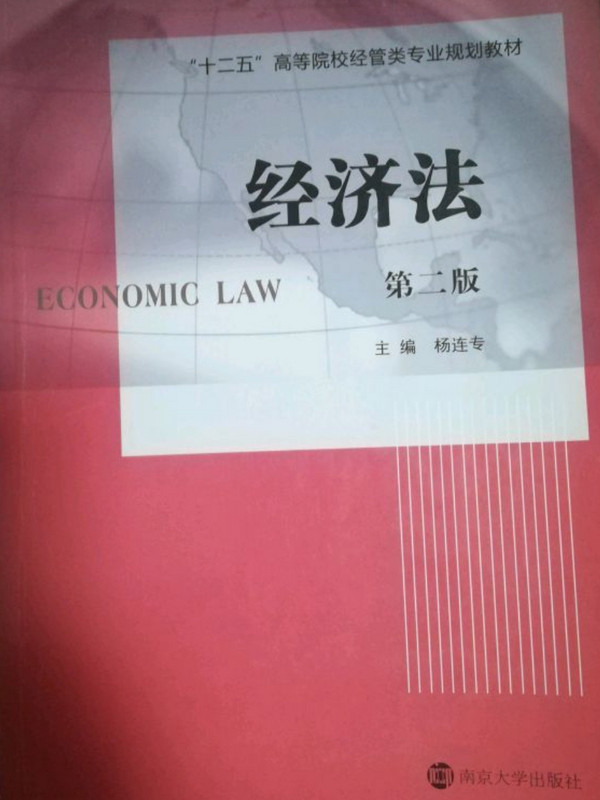 “十二五”高等院校经管类专业规划教材
经济法
ECONOMIC LAW
第二版
主 编 杨连专
南京大学出版社